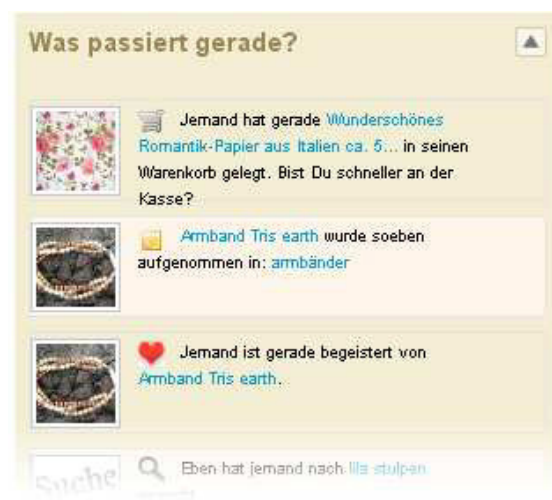 Was passiert gerade?
Jemand hat gerade Wunderschönes
Romantik-Papier aus Italien ca. 5... in seinen
Warenkorb gelegt. Bist Du schneller an der
Kasse?
Armband Tris earth wurde soeben
aufgenommen in: armbänder
Jemand ist gerade begeistert von
Armband Tris earth.
Suche
Eben hat jemand nach lila stulpen